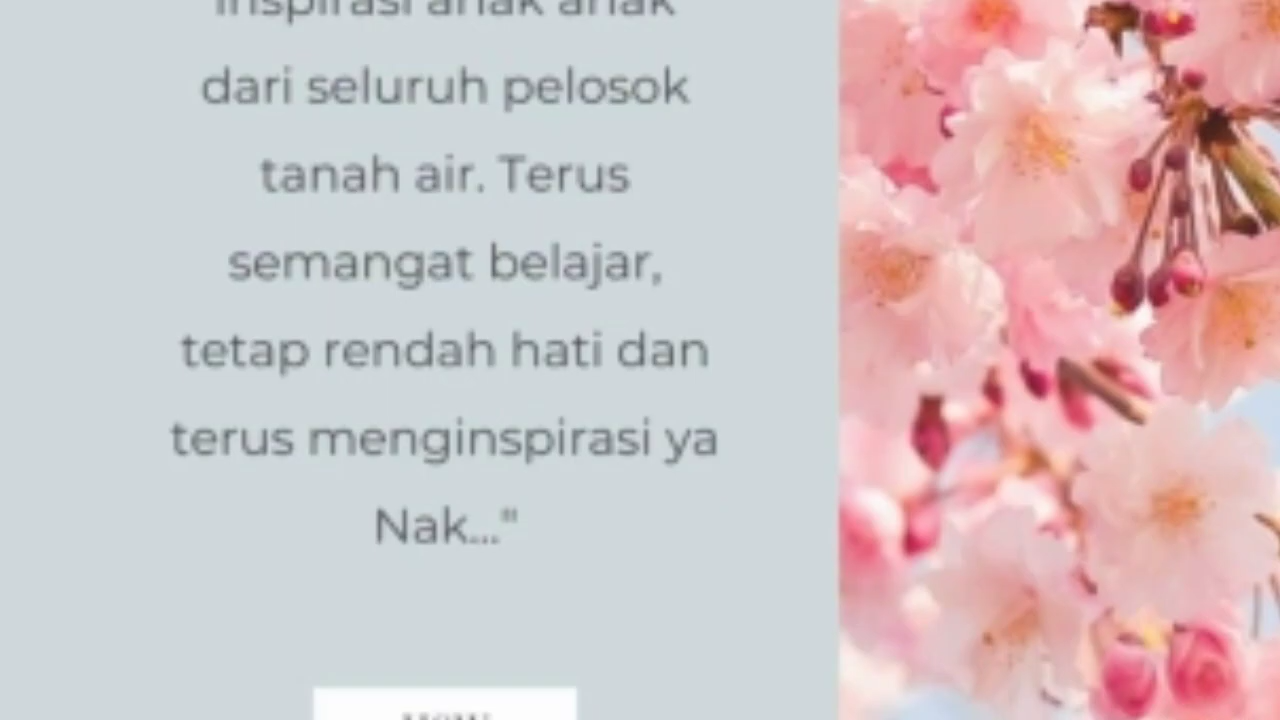 inspirasi anak anak
dari seluruh pelosok
tanah air. Terus
semangat belajar,
tetap rendah hati dan
terus menginspirasi ya
Nak..."